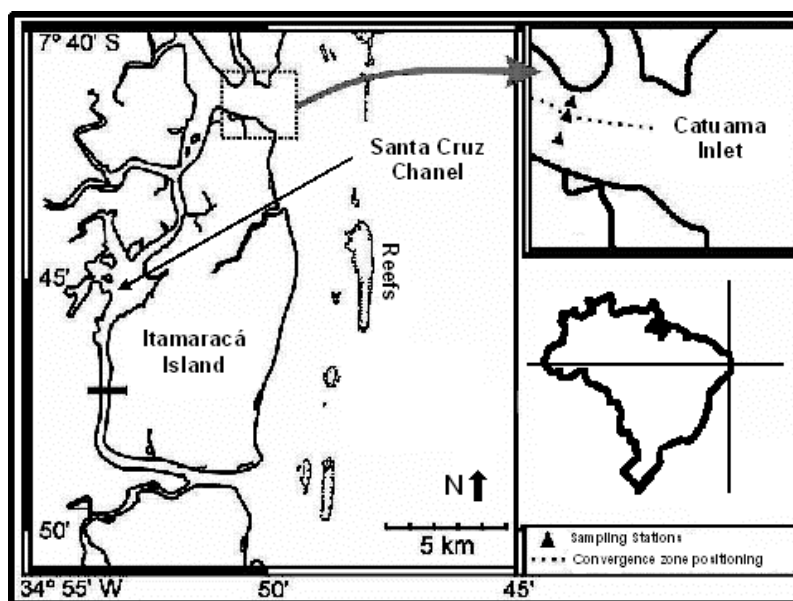 7° 40' S
Santa Cruz
Chanel
Catuama
Inlet
45'
Reefs
Itamaracá
Island
N
50'
5 km
Sampling Stations
Convergence zone positioning
34° 55' W
50'
45'